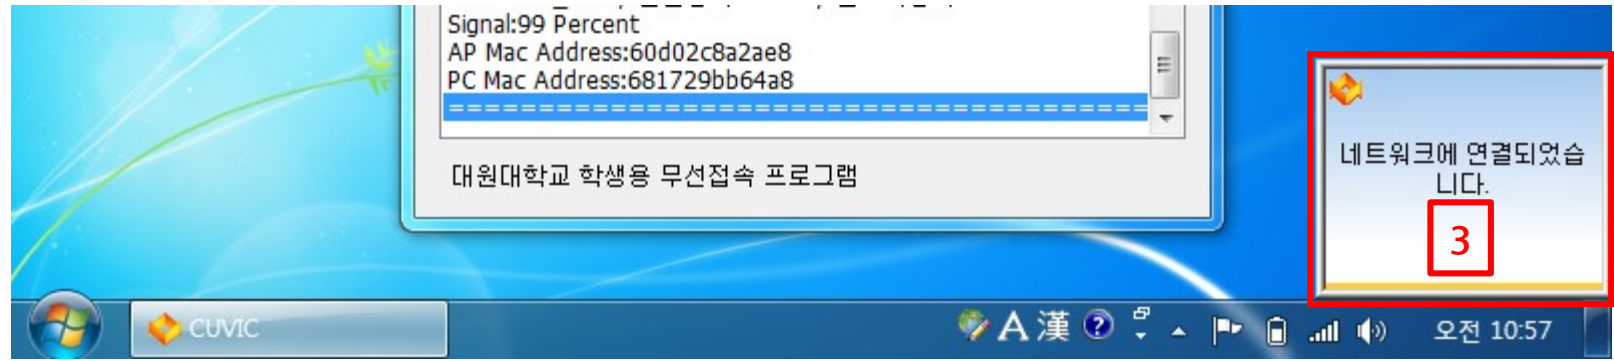 Signal:99 Percent
AP Mac Address:60d02c8a2ae8
PC Mac Address:681729bb64a8
=======================================
대원대학교 학생용 무선접속 프로그램
네트워크에 연결되었습
니다.
3
CUVIC
A 漢
오전 10:57